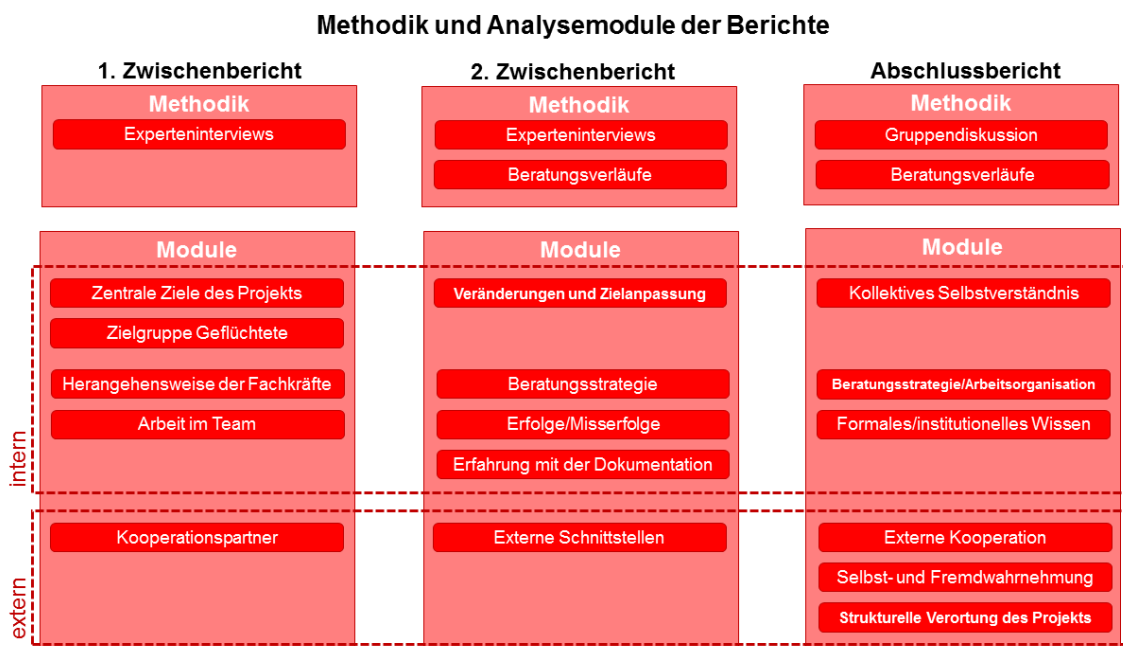 Methodik und Analysemodule der Berichte
1. Zwischenbericht
Methodik
Experteninterviews
Module
Zentrale Ziele des Projekts
Zielgruppe Geflüchtete
Herangehensweise der Fachkräfte
Arbeit im Team
Kooperationspartner
2. Zwischenbericht
Methodik
Experteninterviews
Beratungsverläufe
Module
Veränderungen und Zielanpassung
Beratungsstrategie
Erfolge/Misserfolge
Erfahrung mit der Dokumentation
Externe Schnittstellen
Abschlussbericht
Methodik
Gruppendiskussion
Beratungsverläufe
Module
Kollektives Selbstverständnis
Beratungsstrategie/Arbeitsorganisation
Formales/institutionelles Wissen
Externe Kooperation
Selbst- und Fremdwahrnehmung
Strukturelle Verortung des Projekts
intern
extern